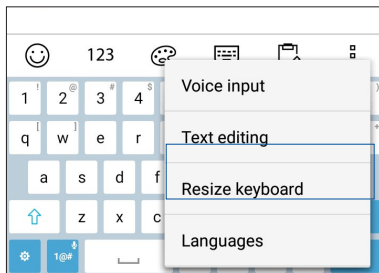 123
Voice input
1 ! 2 @ 3 # 4 $ )
Text editing
q [ w ] e r +
Resize keyboard
a s d f
z x c
Languages
1@#